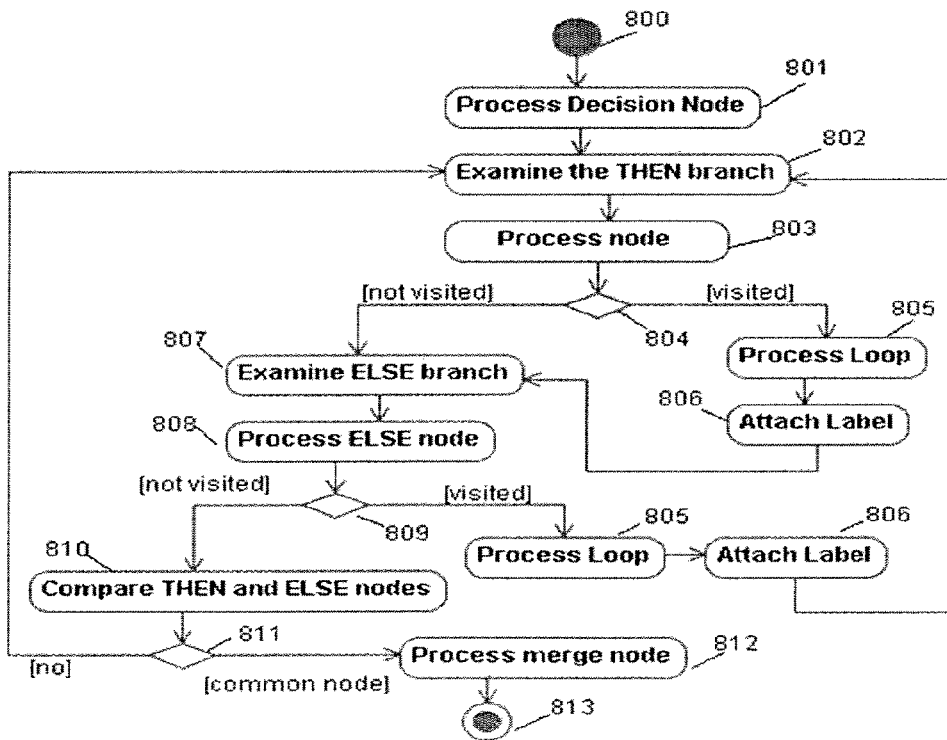 800
801
Process Decision Node
802
Examine the THEN branch
Process node
803
[not visited]
[visited]
804
805
807
Process Loop
Examine ELSE branch
806
Attach Label
808
Process ELSE node
[not visited]
[visited]
809
805
806
810
Process Loop
Attach Label
Compare THEN and ELSE nodes
811
812
Process merge node
[no]
[common node]
813